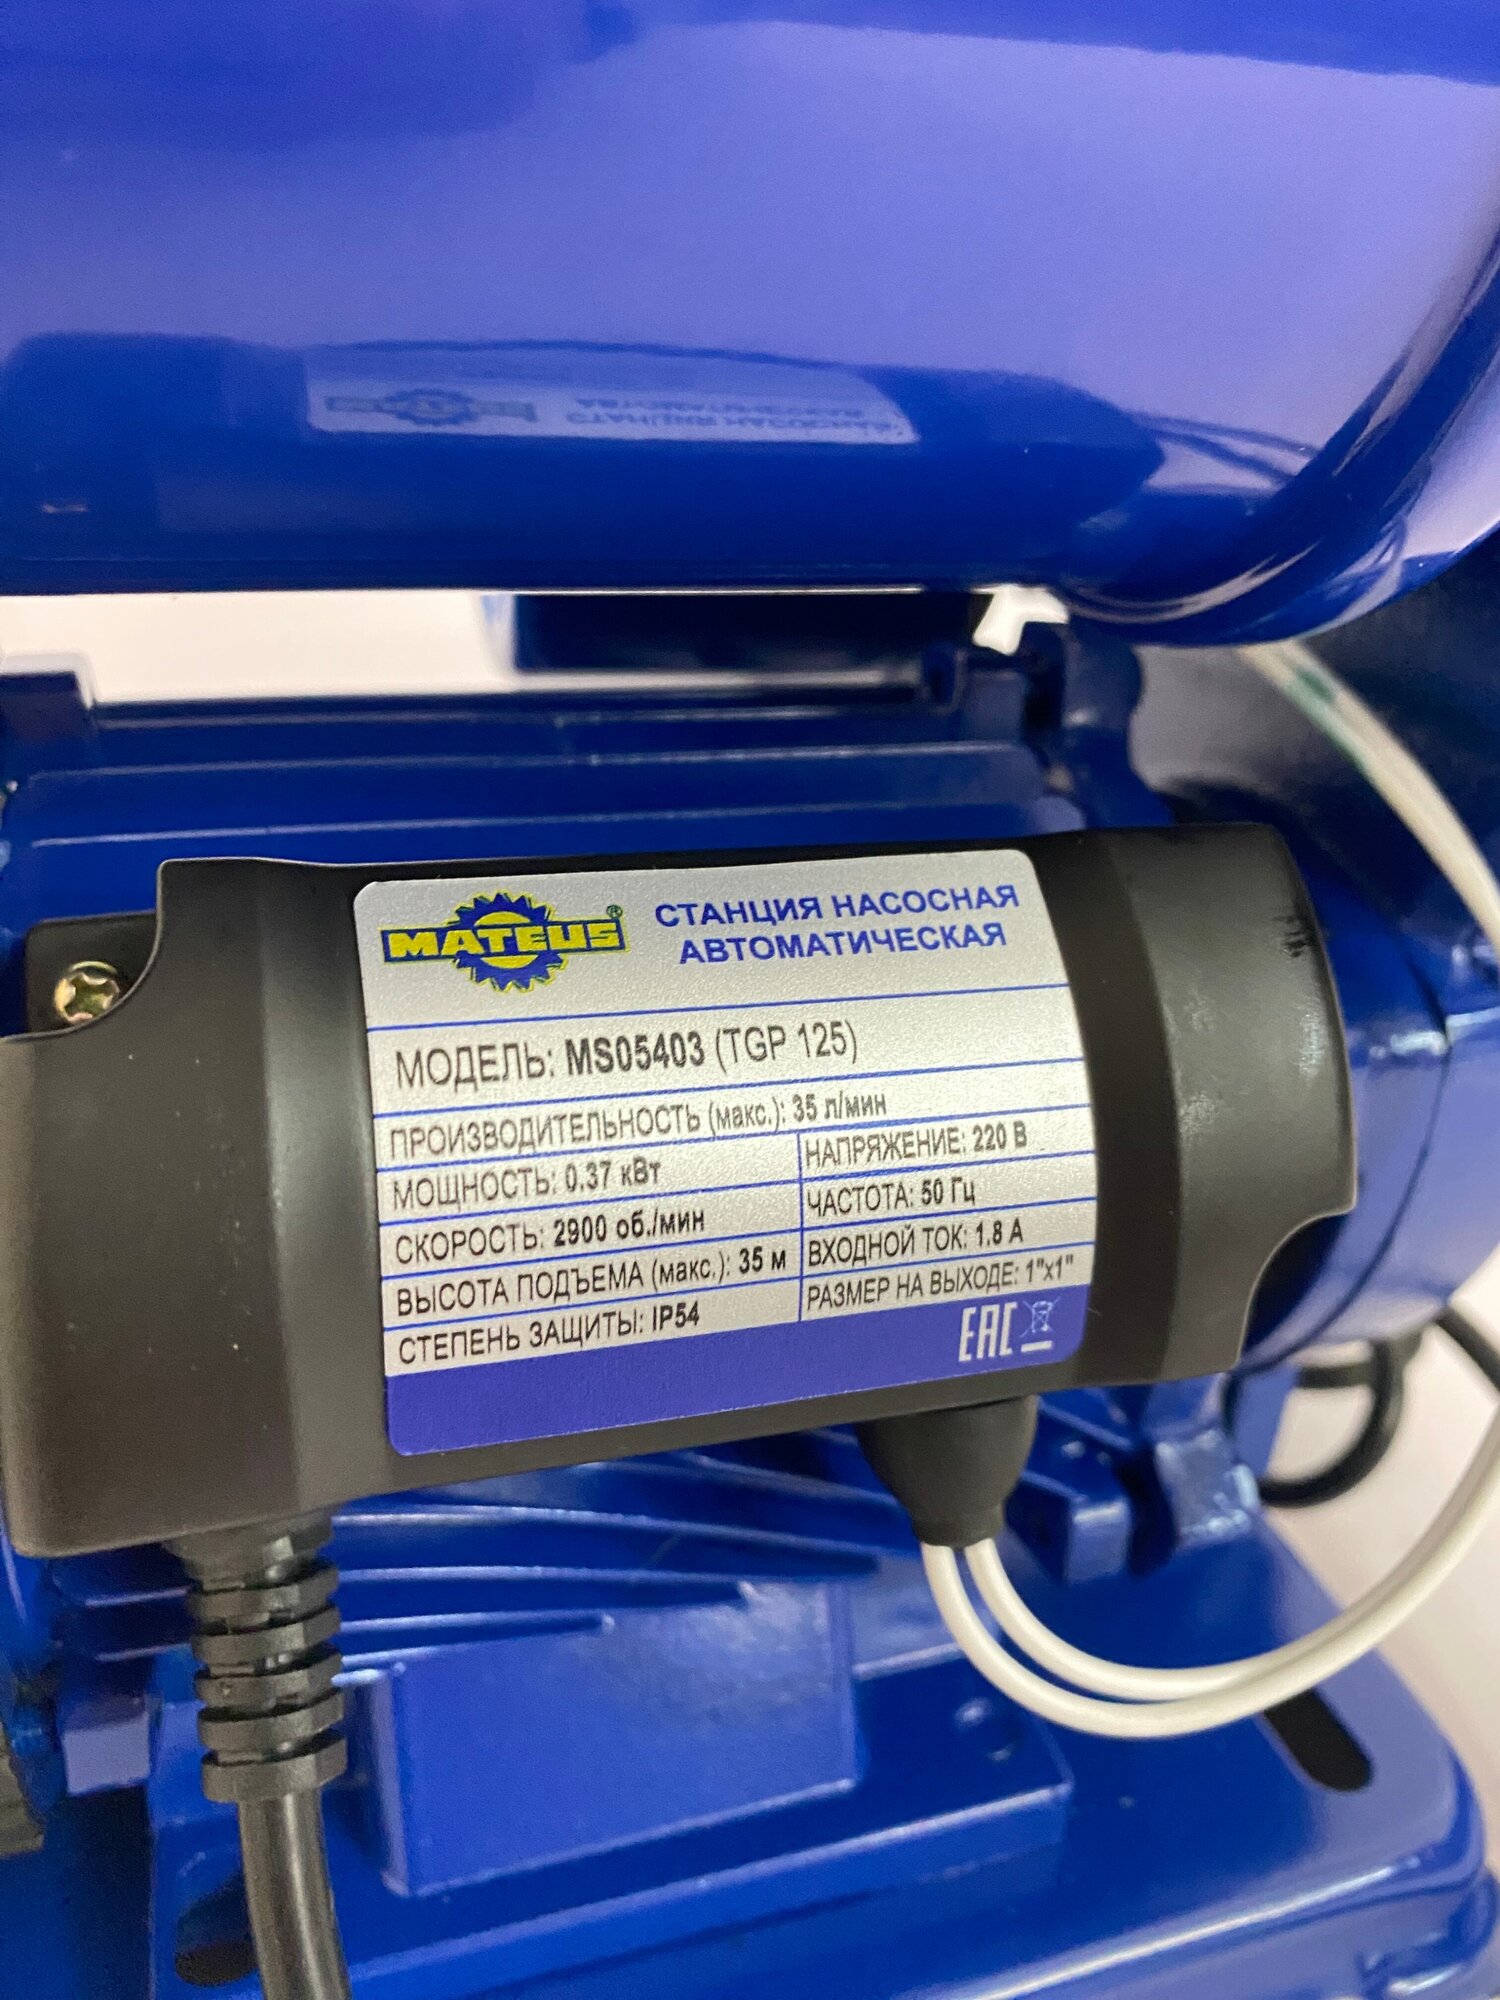 MATEUS®
СТАНЦИЯ НАСОСНАЯ
АВТОМАТИЧЕСКАЯ
МОДЕЛЬ: MS05403 (TGP 125)
ПРОИЗВОДИТЕЛЬНОСТЬ (макс.): 35 л/мин
МОЩНОСТЬ: 0.37 кВт
НАПРЯЖЕНИЕ: 220 В
СКОРОСТЬ: 2900 об./мин
ЧАСТОТА: 50 Гц
ВЫСОТА ПОДЪЕМА (макс.): 35 м
ВХОДНОЙ ТОК: 1.8 А
СТЕПЕНЬ ЗАЩИТЫ: IP54
РАЗМЕР НА ВЫХОДЕ: 1"x1"
EAC